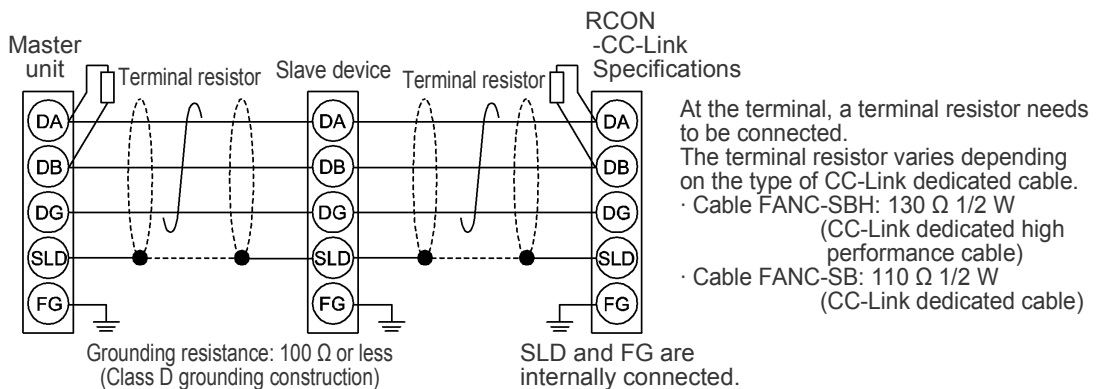 RCON
-CC-Link
Specifications
Master
unit
Terminal resistor
Slave device
Terminal resistor
DA
DB
DG
SLD
FG
DA
DB
DG
SLD
FG
DA
DB
DG
SLD
FG
At the terminal, a terminal resistor needs
to be connected.
The terminal resistor varies depending
on the type of CC-Link dedicated cable.
· Cable FANC-SBH: 130 Ω 1/2 W
(CC-Link dedicated high
performance cable)
· Cable FANC-SB: 110 Ω 1/2 W
(CC-Link dedicated cable)
Grounding resistance: 100 Ω or less
(Class D grounding construction)
SLD and FG are
internally connected.